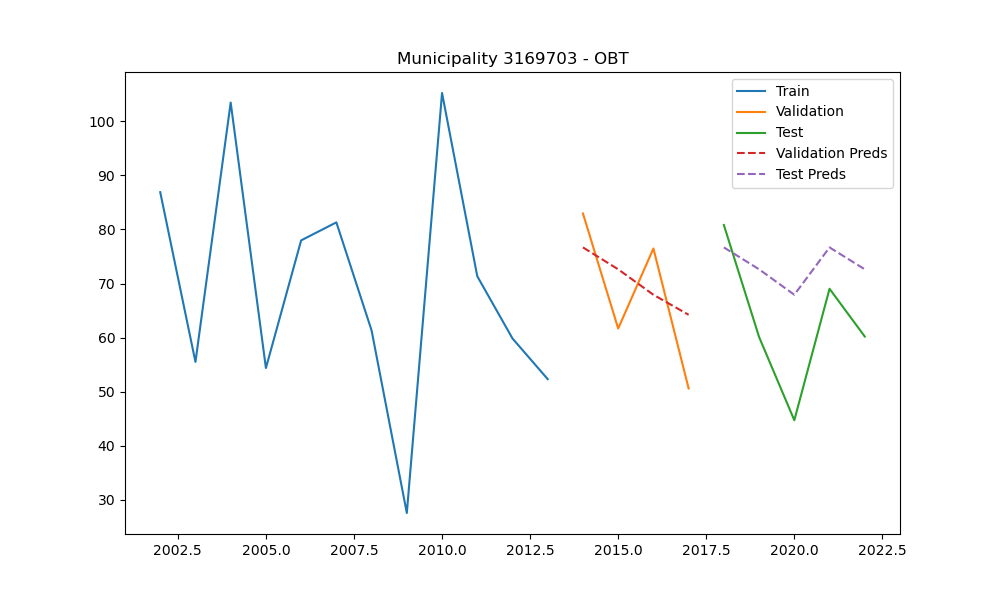 Municipality 3169703 - OBT
Train
Validation
Test
Validation Preds
Test Preds
100
90
80
70
60
50
40
30
2002.5 2005.0 2007.5 2010.0 2012.5 2015.0 2017.5 2020.0 2022.5